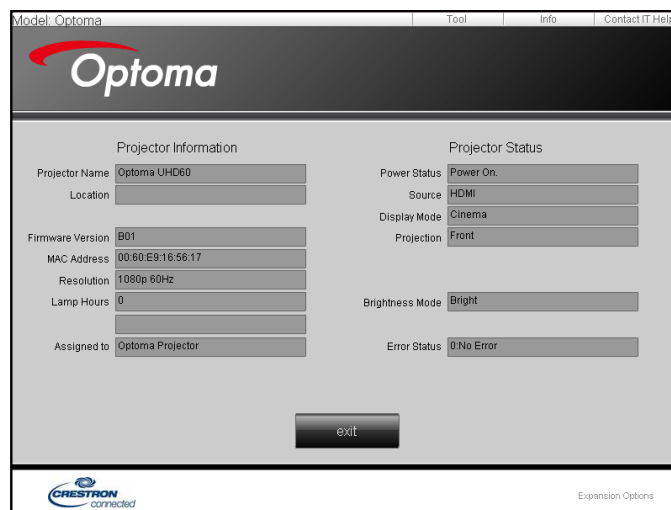 Model: Optoma
Tool
Info
Contact IT Hel
Optoma
Projector Information
Projector Name Optoma UHD60
Location
Firmware Version B01
MAC Address 00:60:E9:16:56:17
Resolution 1080p 60Hz
Lamp Hours 0
Assigned to Optoma Projector
Projector Status
Power Status Power On.
Source HDMI
Display Mode Cinema
Projection Front
Brightness Mode Bright
Error Status 0:No Error
exit
CRESTRON
connected
Expansion Options